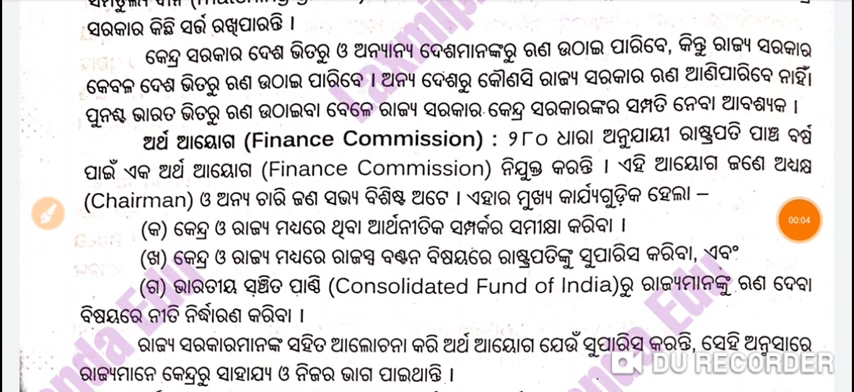 ସରକାର କିଛି ସର୍ତ୍ତ ରଖିପାରନ୍ତି ।
କେନ୍ଦ୍ର ସରକାର ଦେଶ ଭିତରୁ ଓ ଅନ୍ୟାନ୍ୟ ଦେଶମାନଙ୍କରୁ ଋଣ ଉଠାଇ ପାରିବେ, କିନ୍ତୁ ରାଜ୍ୟ ସରକାର
କେବଳ ଦେଶ ଭିତରୁ ଋଣ ଉଠାଇ ପାରିବେ । ଅନ୍ୟ ଦେଶରୁ କୌଣସି ରାଜ୍ୟ ସରକାର ଋଣ ଆଣିପାରିବେ ନାହିଁ।
ପୁନଶ୍ଚ ଭାରତ ଭିତରୁ ଋଣ ଉଠାଇବା ବେଳେ ରାଜ୍ୟ ସରକାର କେନ୍ଦ୍ର ସରକାରଙ୍କର ସମ୍ମତି ନେବା ଆବଶ୍ୟକ ।
ଅର୍ଥ ଆୟୋଗ (Finance Commission) : ୨୮୦ ଧାରା ଅନୁଯାୟୀ ରାଷ୍ଟ୍ରପତି ପାଞ୍ଚ ବର୍ଷ
ପାଇଁ ଏକ ଅର୍ଥ ଆୟୋଗ (Finance Commission) ନିଯୁକ୍ତ କରନ୍ତି । ଏହି ଆୟୋଗ ଜଣେ ଅଧ୍ୟକ୍ଷ
(Chairman) ଓ ଅନ୍ୟ ଚାରି ଜଣ ସଭ୍ୟ ବିଶିଷ୍ଟ ଅଟେ । ଏହାର ମୁଖ୍ୟ କାର୍ଯ୍ୟଗୁଡ଼ିକ ହେଲା –
(କ) କେନ୍ଦ୍ର ଓ ରାଜ୍ୟ ମଧ୍ୟରେ ଥିବା ଆର୍ଥନୀତିକ ସମ୍ପର୍କର ସମୀକ୍ଷା କରିବା ।
(ଖ) କେନ୍ଦ୍ର ଓ ରାଜ୍ୟ ମଧ୍ୟରେ ରାଜସ୍ୱ ବଣ୍ଟନ ବିଷୟରେ ରାଷ୍ଟ୍ରପତିଙ୍କୁ ସୁପାରିସ କରିବା, ଏବଂ
(ଗ) ଭାରତୀୟ ସଞ୍ଚିତ ପାଣ୍ଠି (Consolidated Fund of India)ରୁ ରାଜ୍ୟମାନଙ୍କୁ ଋଣ ଦେବା
ବିଷୟରେ ନୀତି ନିର୍ଦ୍ଧାରଣ କରିବା ।
ରାଜ୍ୟ ସରକାରମାନଙ୍କ ସହିତ ଆଲୋଚନା କରି ଅର୍ଥ ଆୟୋଗ ଯେଉଁ ସୁପାରିସ କରନ୍ତି, ସେହି ଅନୁସାରେ
ରାଜ୍ୟମାନେ କେନ୍ଦ୍ରରୁ ସାହାଯ୍ୟ ଓ ନିଜର ଭାଗ ପାଇଥାନ୍ତି ।
00:04
DU RECORDER